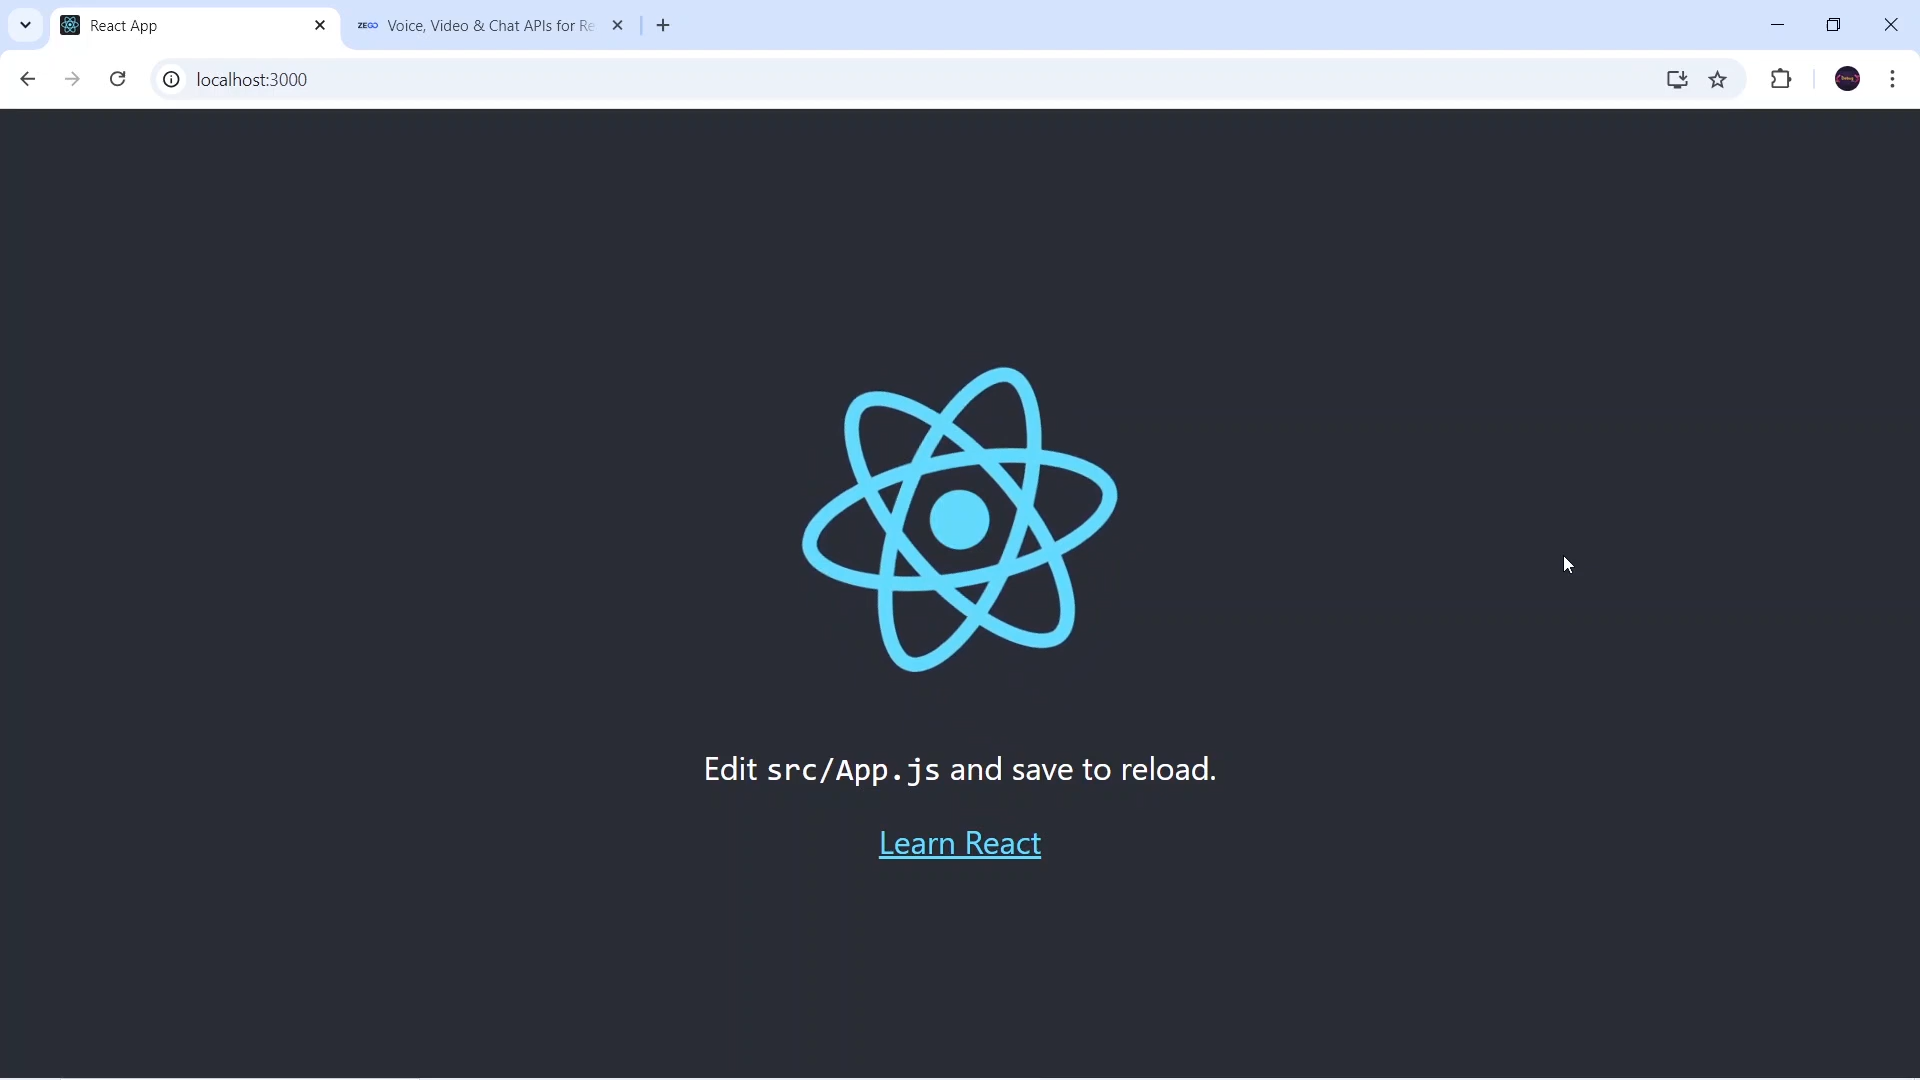 React App
ZEGO Voice, Video & Chat APIs for Re
localhost:3000
Edit src/App.js and save to reload.
Learn React